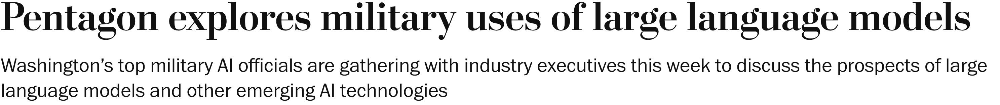 Pentagon explores military uses of large language models
Washington’s top military AI officials are gathering with industry executives this week to discuss the prospects of large
language models and other emerging AI technologies